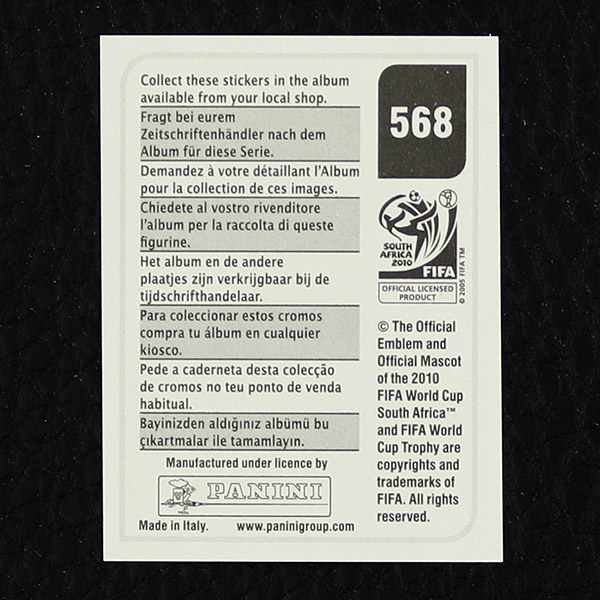 Collect these stickers in the album
available from your local shop.
Fragt bei eurem
Zeitschriftenhändler nach dem
Album für diese Serie.
Demandez à votre détaillant l'Album
pour la collection de ces images.
Chiedete al vostro rivenditore
l'album per la raccolta di queste
figurine.
Het album en de andere
plaatjes zijn verkrijgbaar bij de
tijdschrifthandelaar.
Para coleccionar estos cromos
compra tu álbum en cualquier
kiosco.
Pede a caderneta desta colecção
de cromos no teu ponto de venda
habitual.
Bayinizden aldığınız albümü bu
çıkartmalar ile tamamlayın.
Manufactured under licence by
PANINI
Made in Italy. www.paninigroup.com
568
SOUTH
AFRICA
2010
FIFA
OFFICIAL LICENSED
PRODUCT
© 2005 FIFA TM
© The Official
Emblem and
Official Mascot
of the 2010
FIFA World Cup
South Africa™
and FIFA World
Cup Trophy are
copyrights and
trademarks of
FIFA. All rights
reserved.